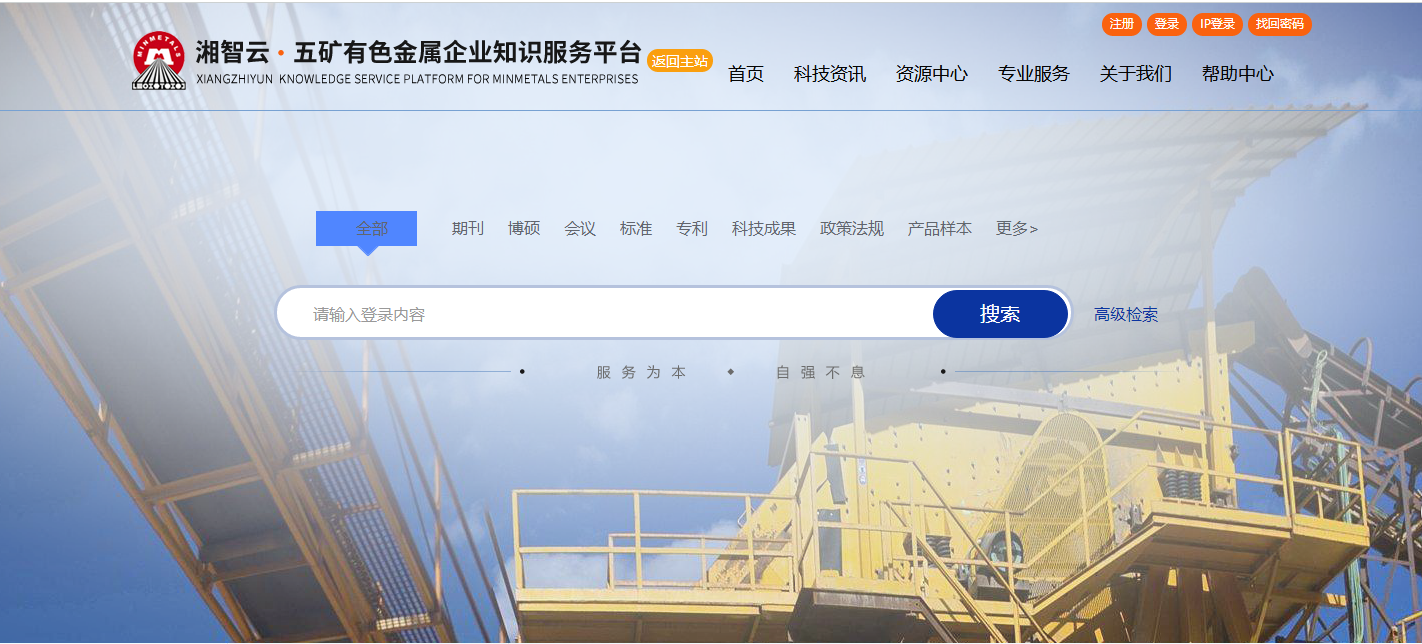 注册 登录 IP登录 找回密码
MINMETALS
湘智云·五矿有色金属企业知识服务平台
返回主站
XIANGZHIYUN KNOWLEDGE SERVICE PLATFORM FOR MINMETALS ENTERPRISES
首页 科技资讯 资源中心 专业服务 关于我们 帮助中心
全部 期刊 博硕 会议 标准 专利 科技成果 政策法规 产品样本 更多>
请输入登录内容 搜索 高级检索
服务为本 ◆ 自强不息